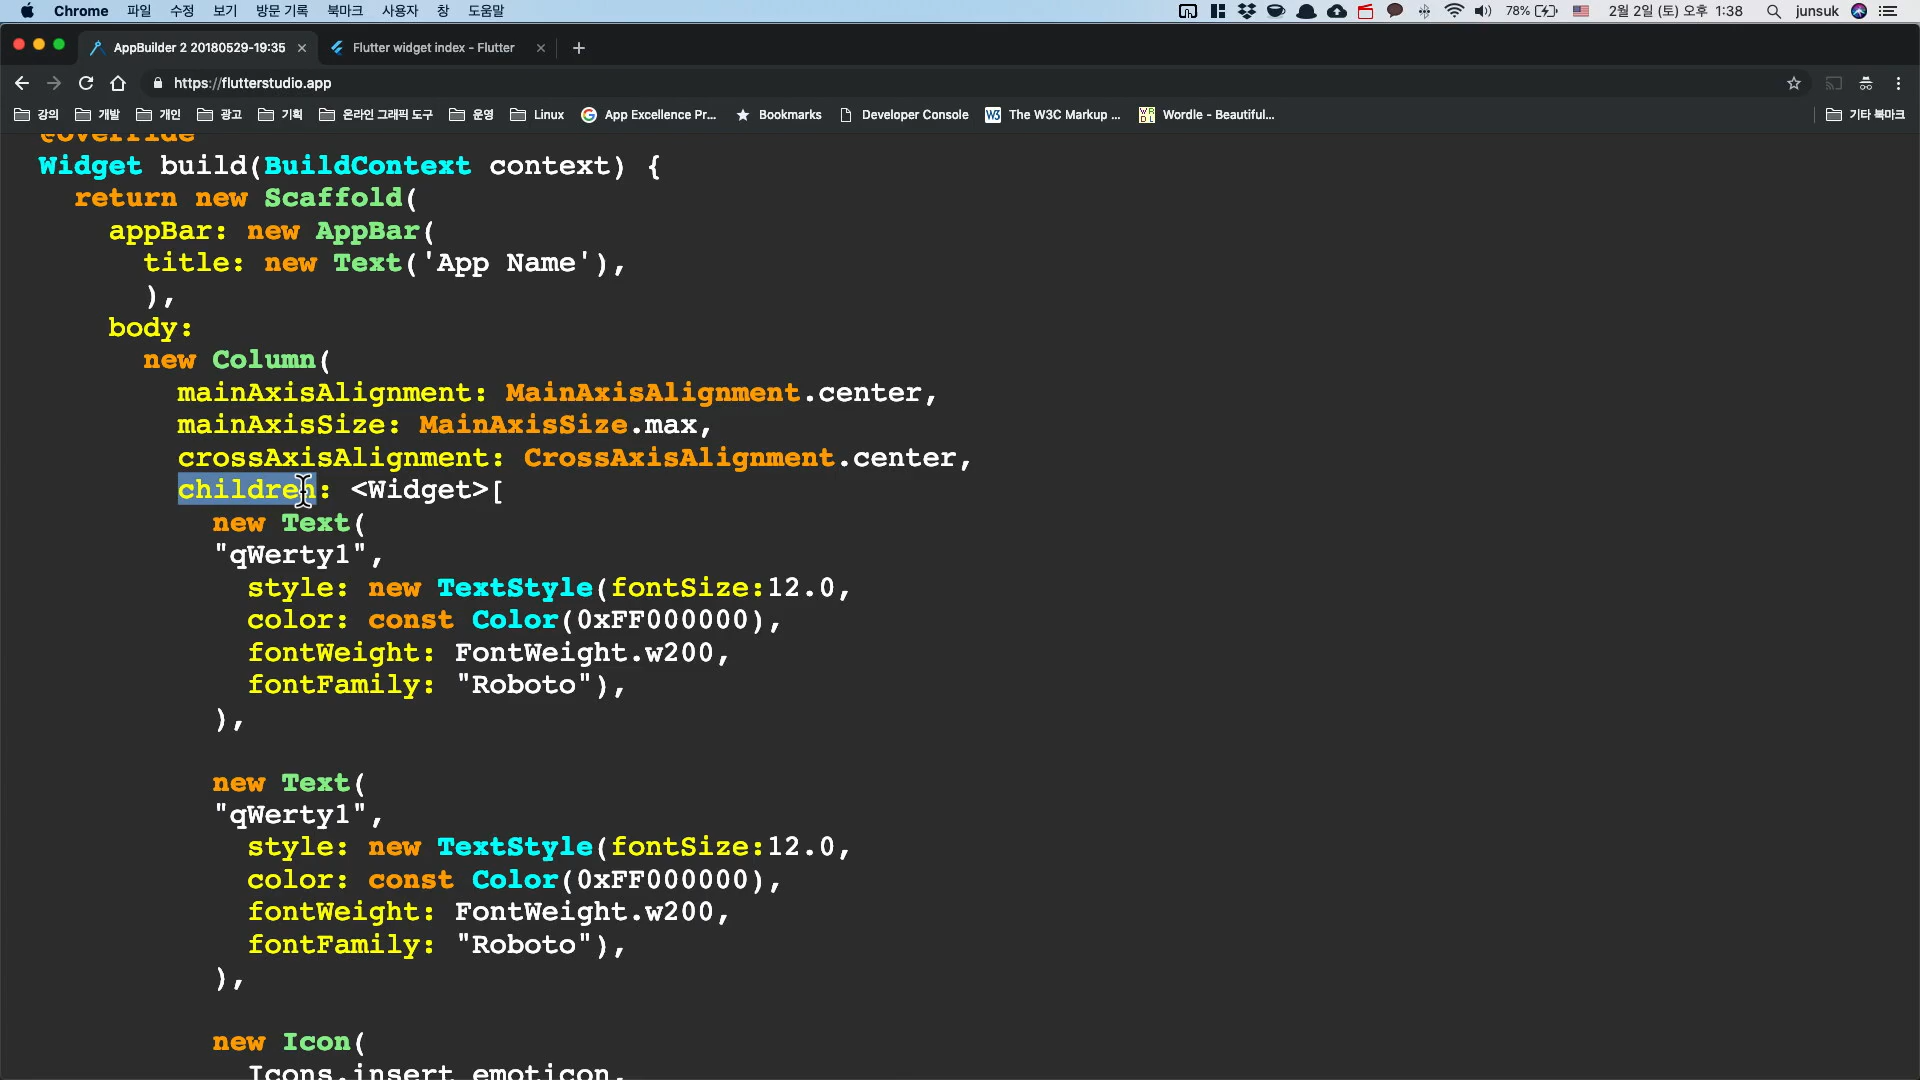 Chrome 파일 수정 보기 방문 기록 북마크 사용자 창 도움말 78% 2월 2일 (토) 오후 1:38 junsuk
AppBuilder 2 20180529-19:35 Flutter widget index - Flutter
https://flutterstudio.app
강의 개발 개인 광고 기획 온라인 그래픽 도구 운영 Linux App Excellence Pr... Bookmarks Developer Console The W3C Markup ... Wordle - Beautiful... 기타 북마크
@override
Widget build(BuildContext context) {
return new Scaffold(
appBar: new AppBar(
title: new Text('App Name'),
),
body:
new Column(
mainAxisAlignment: MainAxisAlignment.center,
mainAxisSize: MainAxisSize.max,
crossAxisAlignment: CrossAxisAlignment.center,
children: <Widget>[
new Text(
"qWerty1",
style: new TextStyle(fontSize:12.0,
color: const Color(0xFF000000),
fontWeight: FontWeight.w200,
fontFamily: "Roboto"),
),
new Text(
"qWerty1",
style: new TextStyle(fontSize:12.0,
color: const Color(0xFF000000),
fontWeight: FontWeight.w200,
fontFamily: "Roboto"),
),
new Icon(
Icons.insert_emoticon,